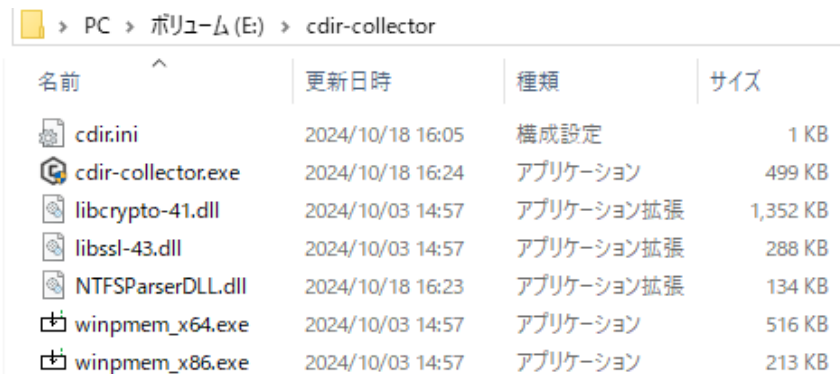 > PC > ボリューム (E:) > cdir-collector
名前 更新日時 種類 サイズ
cdir.ini 2024/10/18 16:05 構成設定 1 KB
cdir-collector.exe 2024/10/18 16:24 アプリケーション 499 KB
libcrypto-41.dll 2024/10/03 14:57 アプリケーション拡張 1,352 KB
libssl-43.dll 2024/10/03 14:57 アプリケーション拡張 288 KB
NTFSParserDLL.dll 2024/10/18 16:23 アプリケーション拡張 134 KB
winpmem_x64.exe 2024/10/03 14:57 アプリケーション 516 KB
winpmem_x86.exe 2024/10/03 14:57 アプリケーション 213 KB